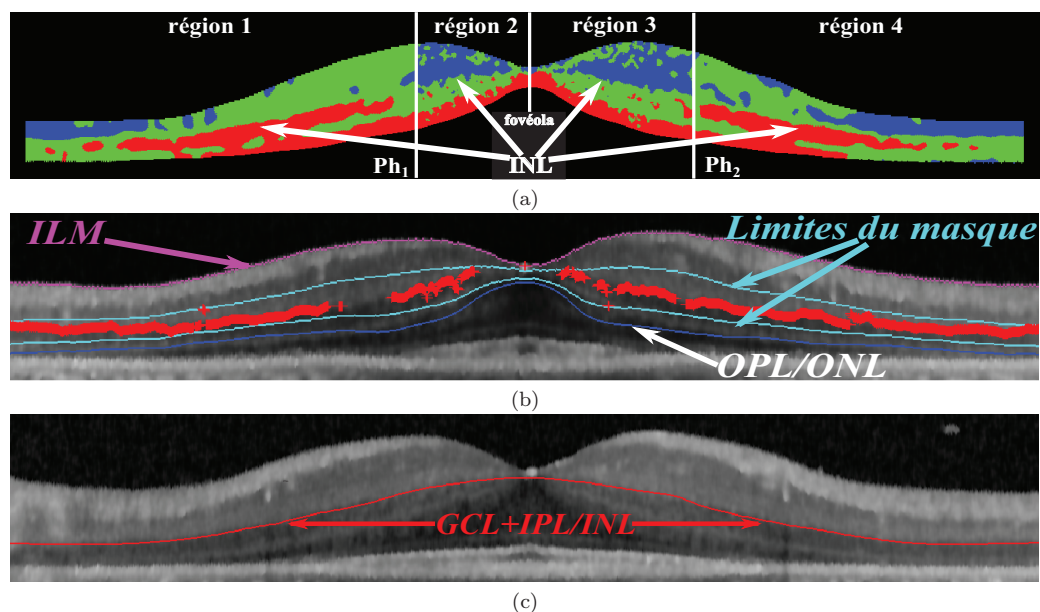 région 1 région 2 région 3 région 4
fovéola
Ph1 INL Ph2
(a)
ILM Limites du masque
OPL/ONL
(b)
GCL+IPL/INL
(c)